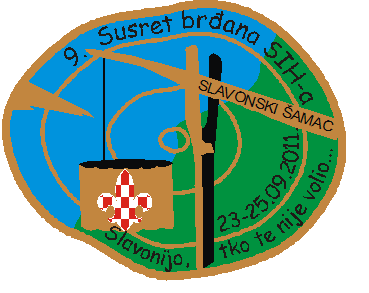 9. Susret brđana SIH-a
SLAVONSKI ŠAMAC
23-25.09.2011.
Slavonijo, tko te nije volio...